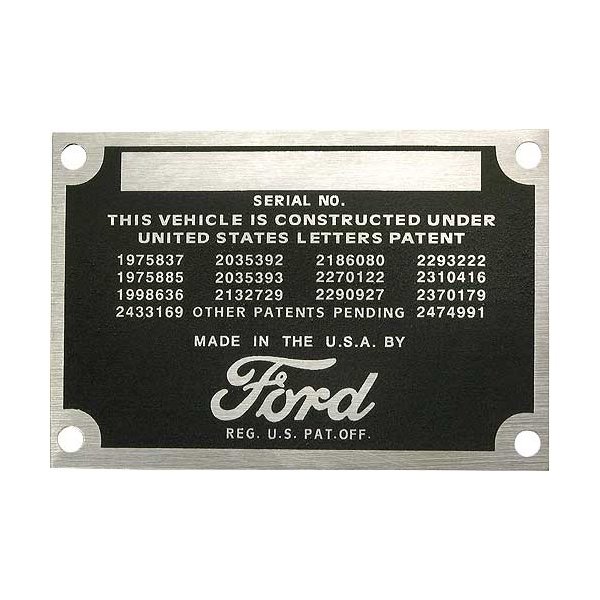 SERIAL NO.
THIS VEHICLE IS CONSTRUCTED UNDER
UNITED STATES LETTERS PATENT
1975837 2035392 2186080 2293222
1975885 2035393 2270122 2310416
1998636 2132729 2290927 2370179
2433169 OTHER PATENTS PENDING 2474991
MADE IN THE U.S.A. BY
Ford
REG. U.S. PAT.OFF.